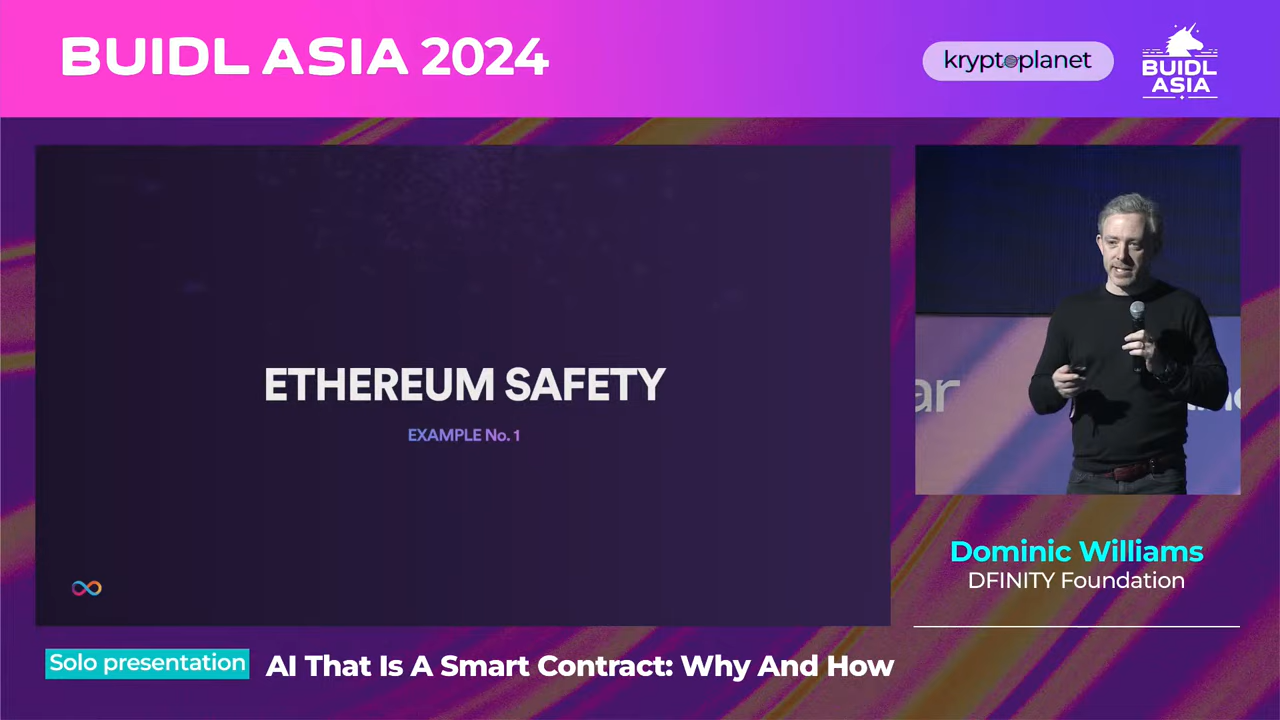 BUIDL ASIA 2024
kryptoplanet
BUIDL
ASIA
ETHEREUM SAFETY
EXAMPLE No. 1
ar
Dominic Williams
DFINITY Foundation
Solo presentation
AI That Is A Smart Contract: Why And How